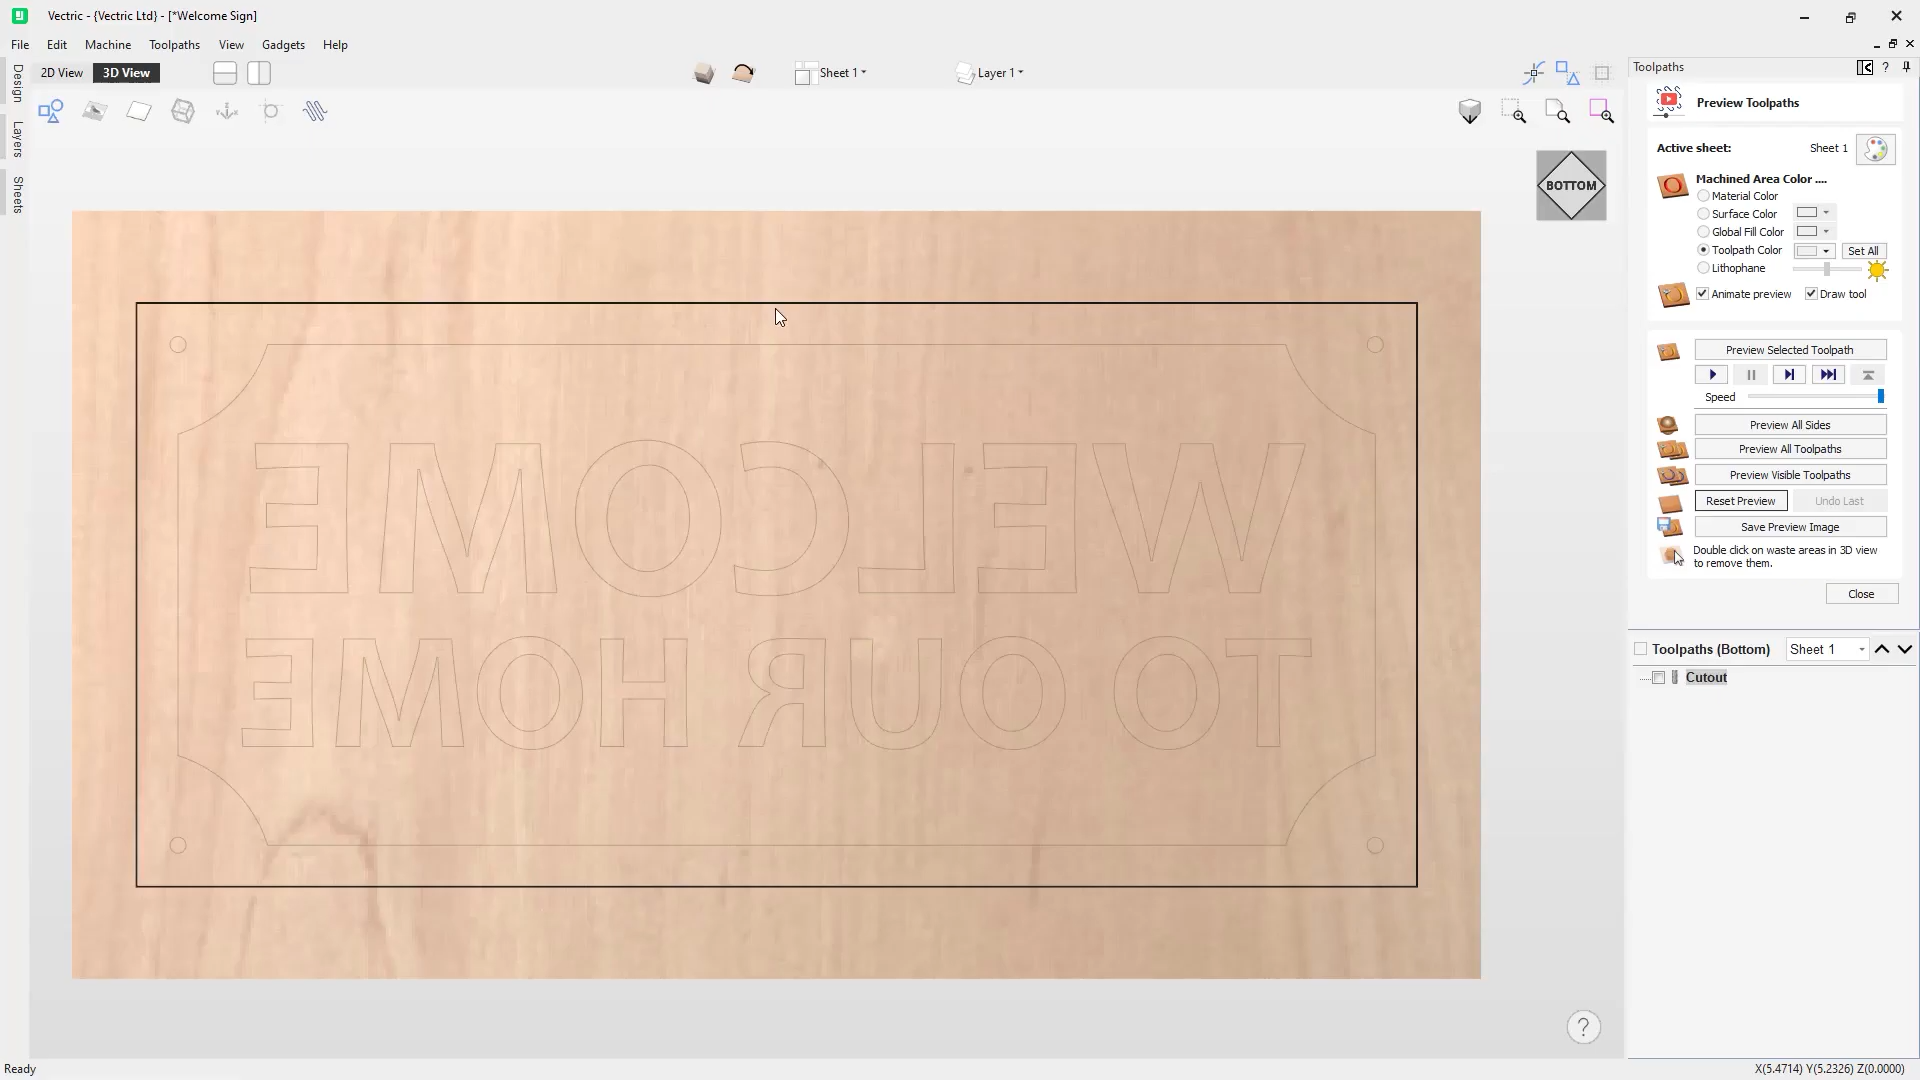 Vectric - {Vectric Ltd} - [*Welcome Sign]
File Edit Machine Toolpaths View Gadgets Help
2D View 3D View Sheet 1 Layer 1
Design
Layers
Sheets
BOTTOM
WELCOME
TO OUR HOME
Toolpaths ?
Preview Toolpaths
Active sheet: Sheet 1
Machined Area Color ....
Material Color
Surface Color
Global Fill Color
Toolpath Color Set All
Lithophane
Animate preview Draw tool
Preview Selected Toolpath
Speed
Preview All Sides
Preview All Toolpaths
Preview Visible Toolpaths
Reset Preview Undo Last
Save Preview Image
Double click on waste areas in 3D view
to remove them.
Close
Toolpaths (Bottom) Sheet 1
Cutout
?
Ready X(5.4714) Y(5.2326) Z(0.0000)